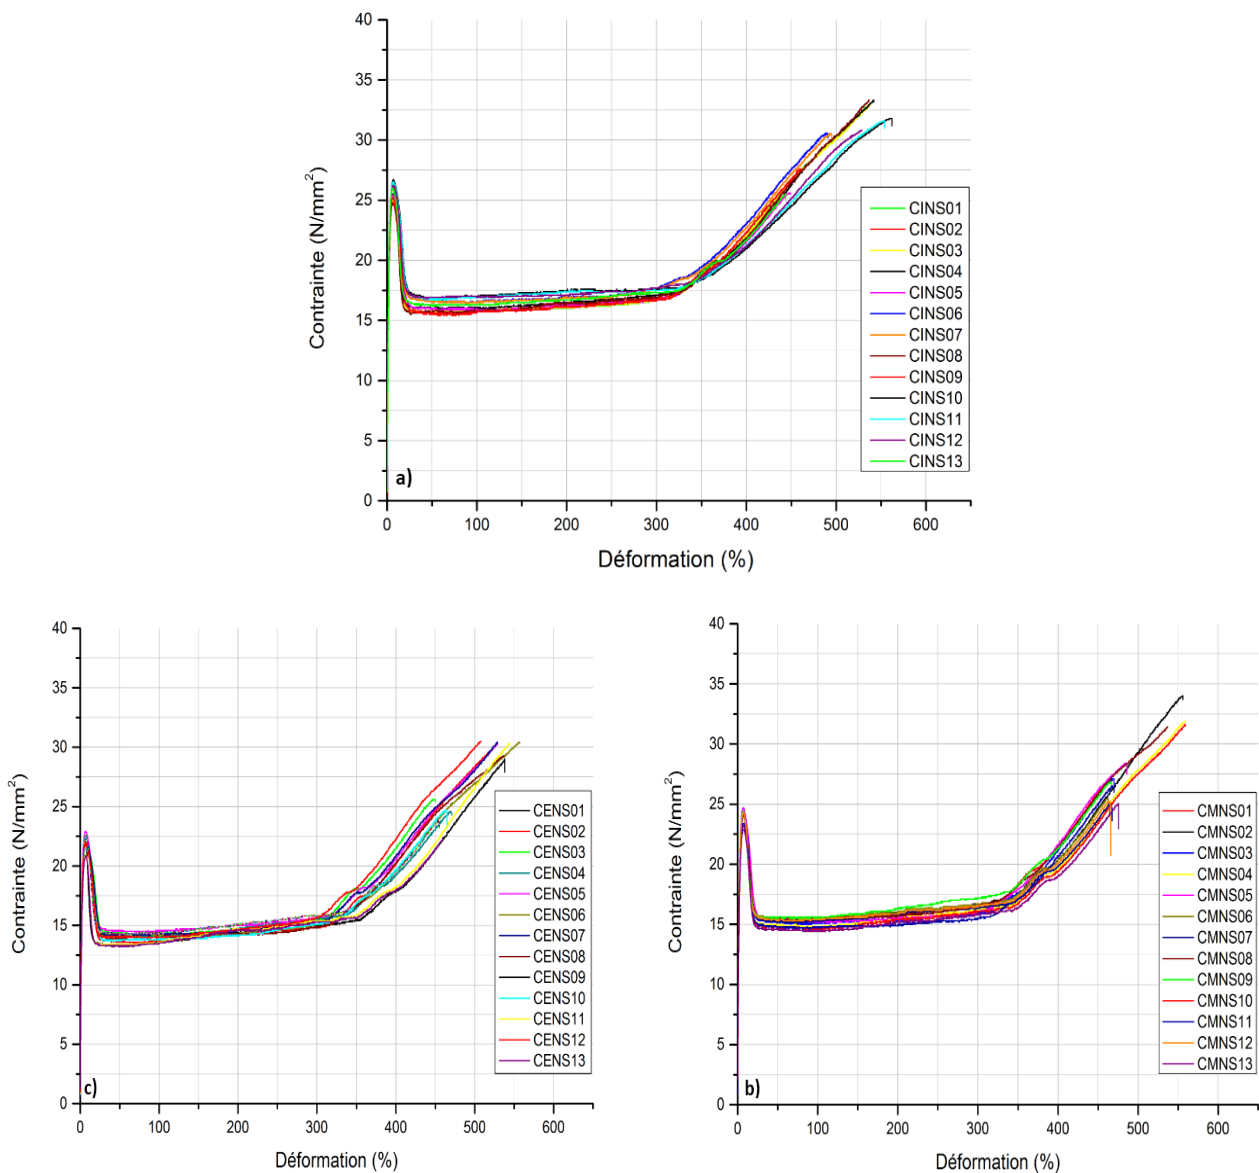 40
35
30
25
20
15
10
5
0
Contrainte (N/mm²)
CINS01
CINS02
CINS03
CINS04
CINS05
CINS06
CINS07
CINS08
CINS09
CINS10
CINS11
CINS12
CINS13
a)
0 100 200 300 400 500 600
Déformation (%)
40
35
30
25
20
15
10
5
0
Contrainte (N/mm²)
CENS01
CENS02
CENS03
CENS04
CENS05
CENS06
CENS07
CENS08
CENS09
CENS10
CENS11
CENS12
CENS13
c)
0 100 200 300 400 500 600
Déformation (%)
40
35
30
25
20
15
10
5
0
Contrainte (N/mm²)
CMNS01
CMNS02
CMNS03
CMNS04
CMNS05
CMNS06
CMNS07
CMNS08
CMNS09
CMNS10
CMNS11
CMNS12
CMNS13
b)
0 100 200 300 400 500 600
Déformation (%)